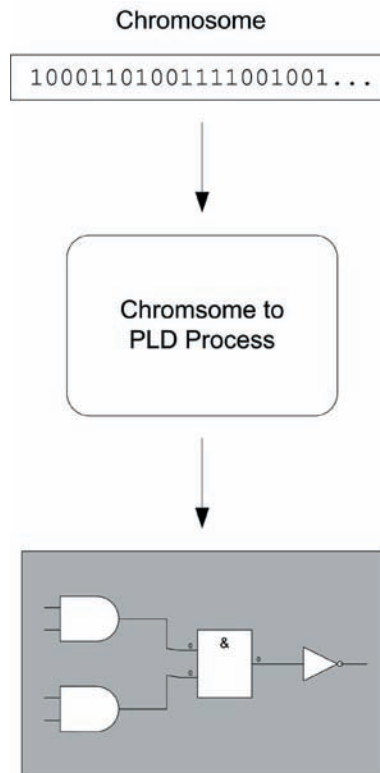 Chromosome
10001101001111001001...
Chromsome to
PLD Process
&
o
o
o